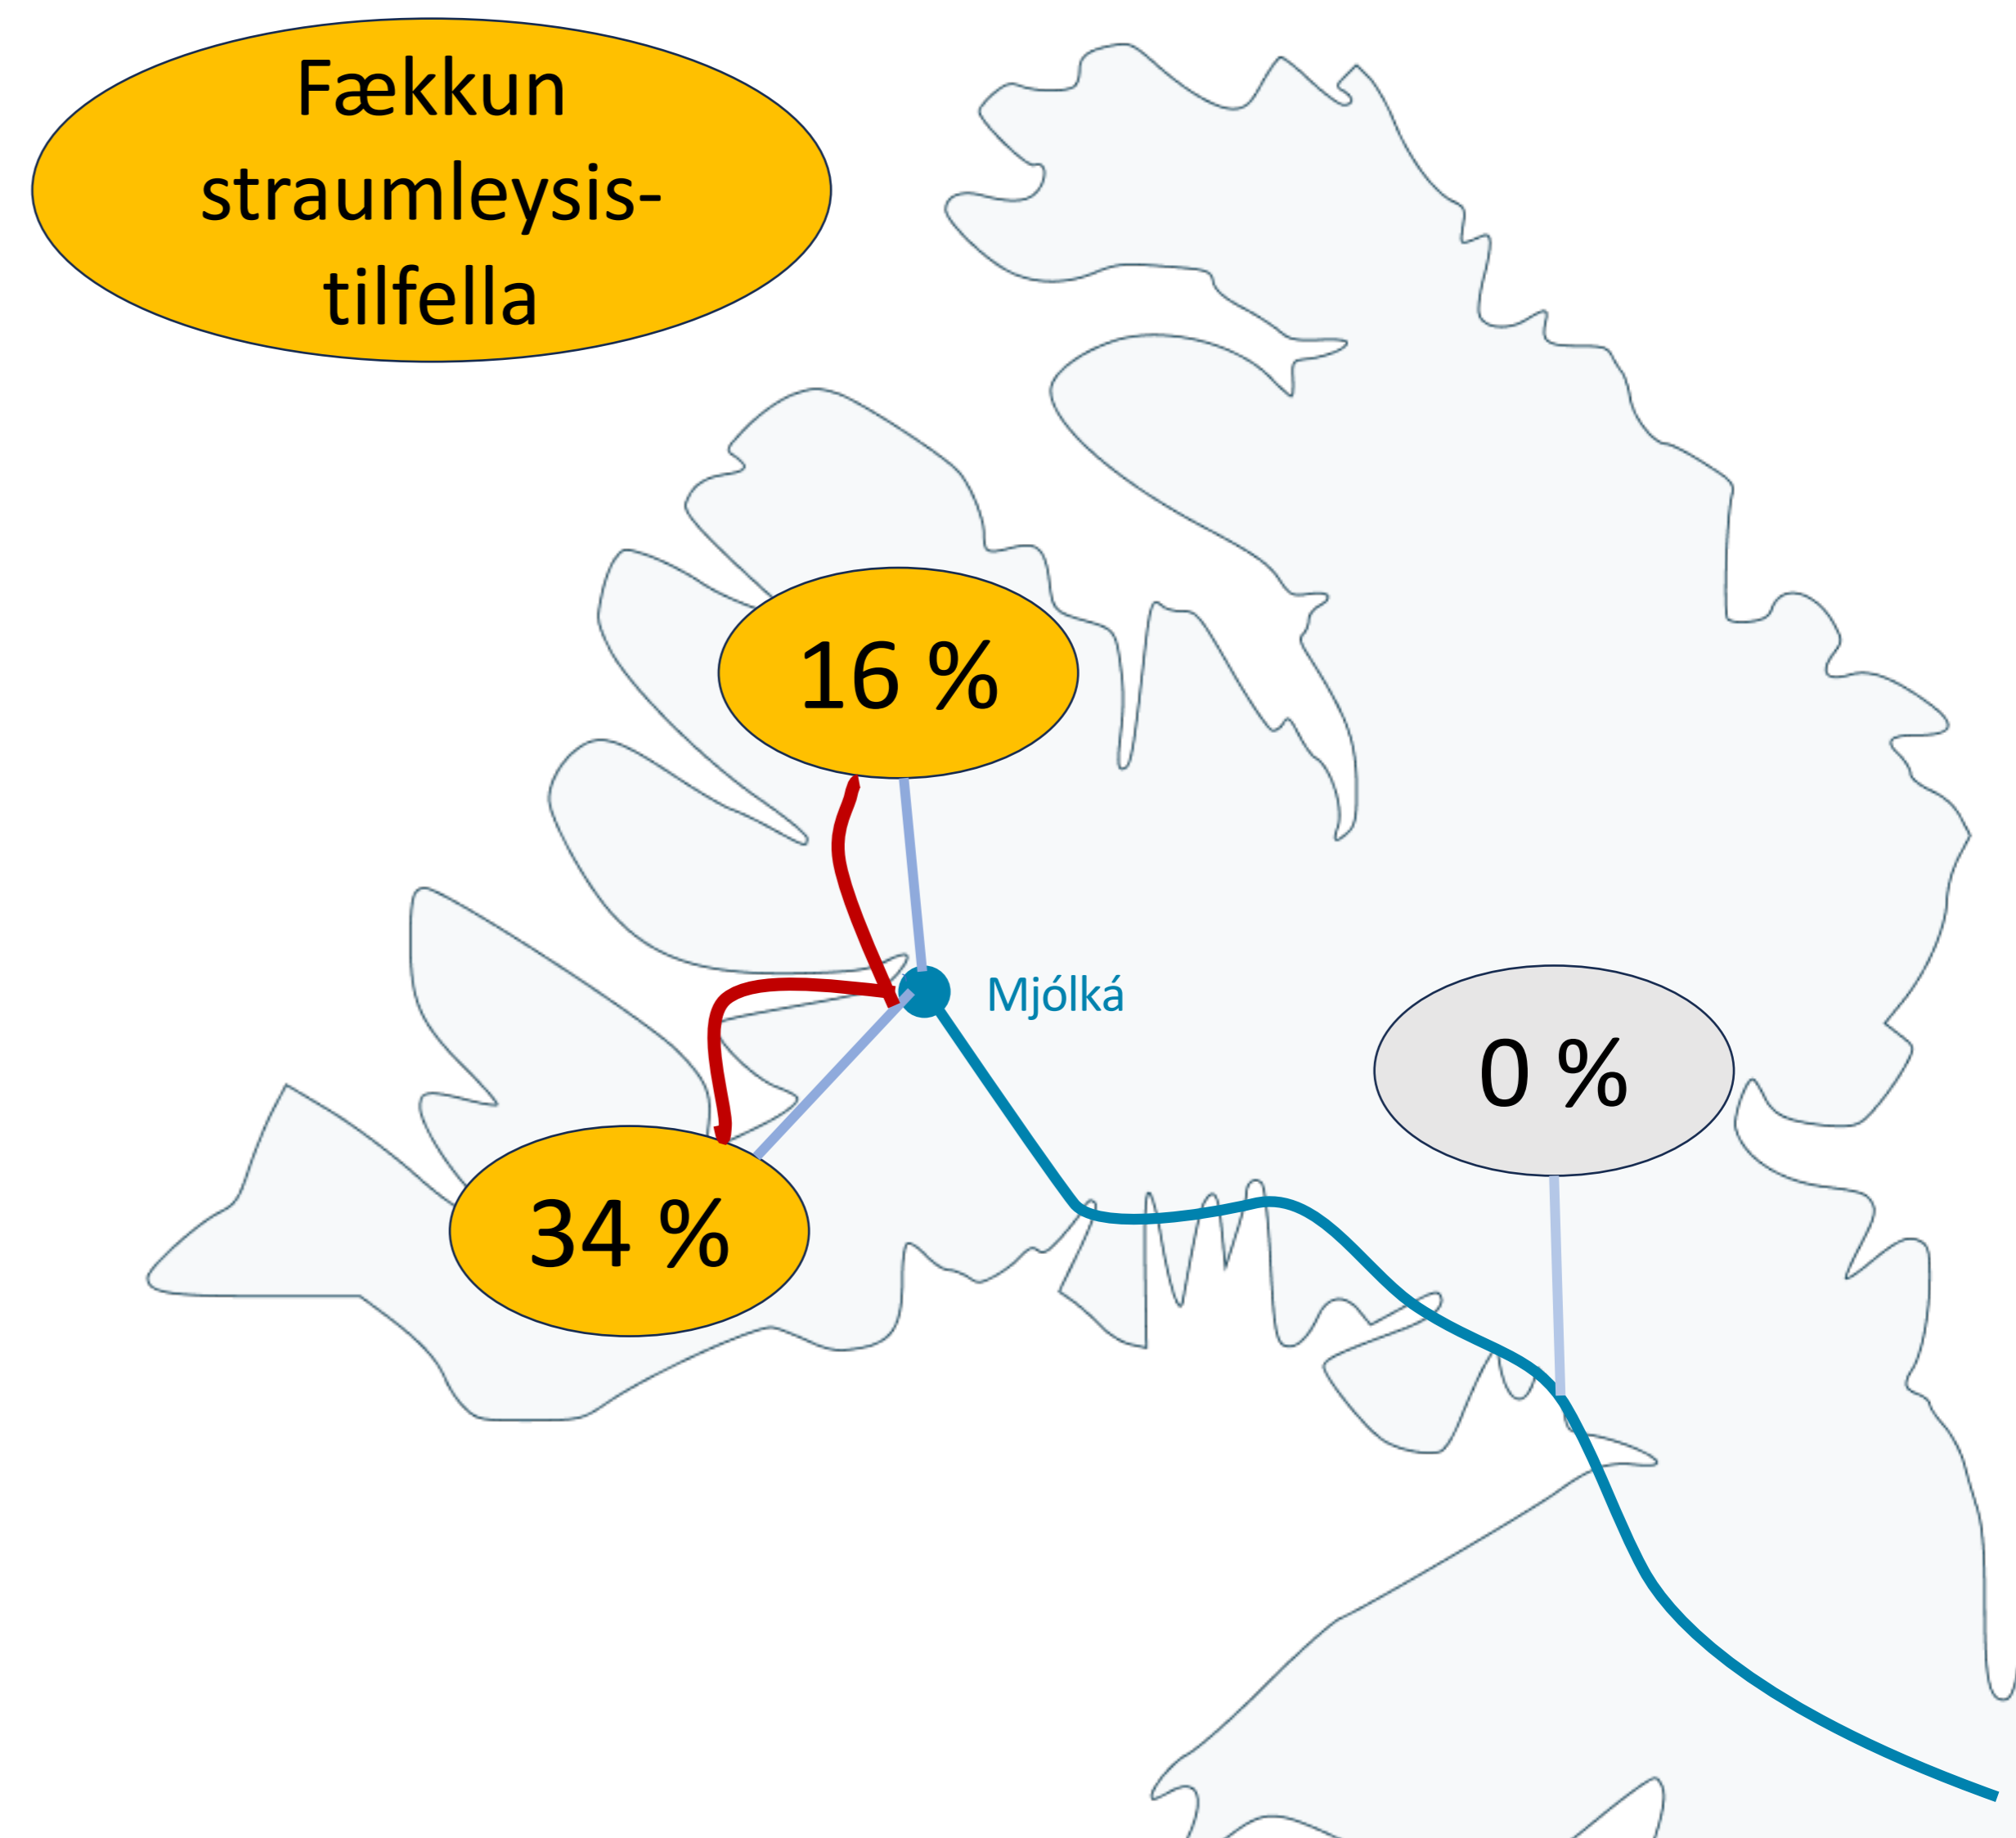 Fækkun
straumleysis-
tilfella
16 %
Mjólká
0 %
34 %